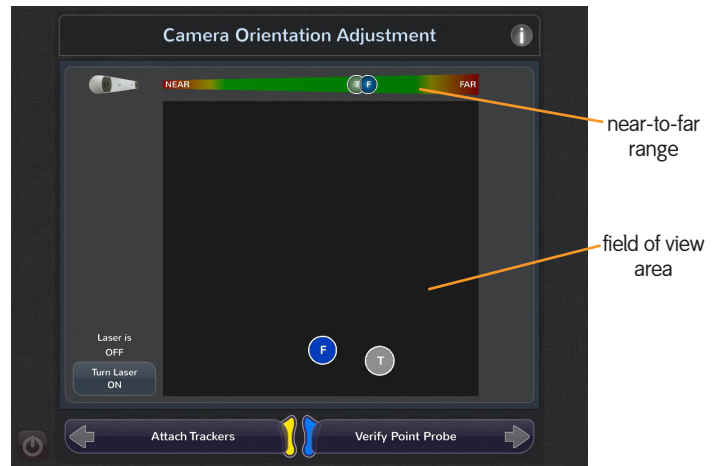 Camera Orientation Adjustment
i
NEAR
T
F
FAR
near-to-far
range
field of view
area
Laser is
OFF
F
T
Turn Laser
ON
Attach Trackers
Verify Point Probe